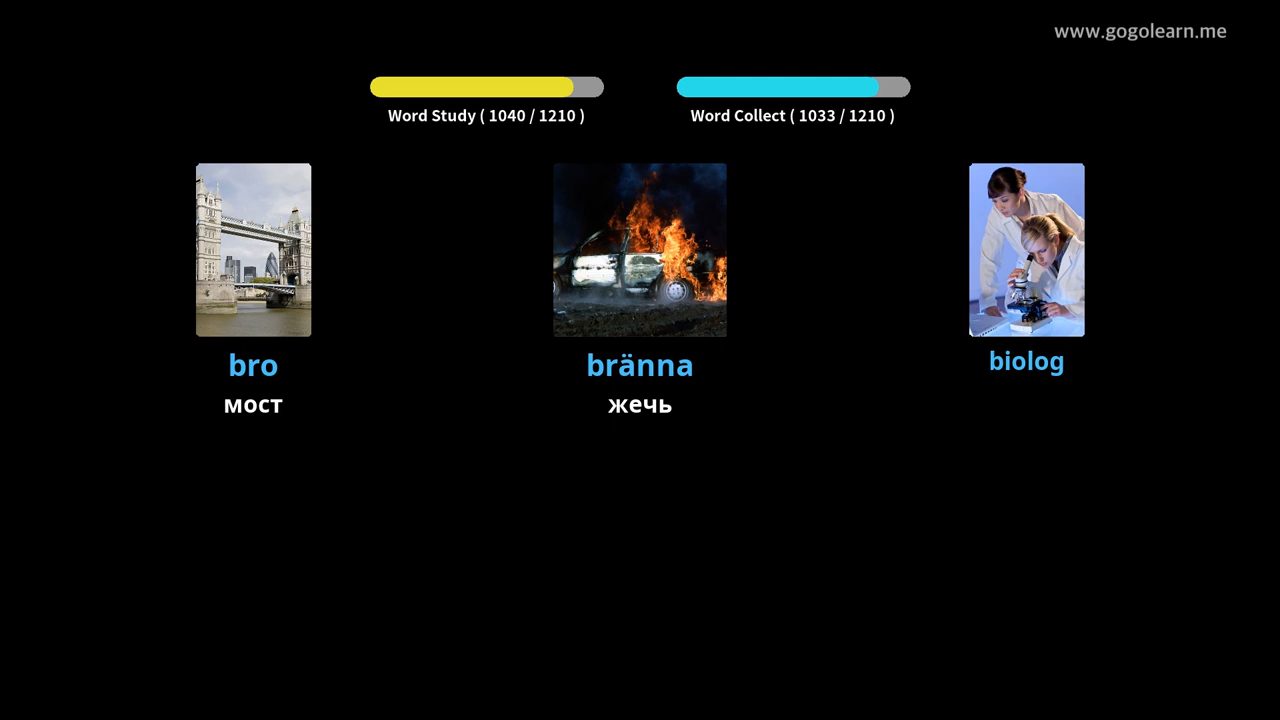 www.gogolearn.me
Word Study ( 1040 / 1210 )
Word Collect ( 1033 / 1210 )
bro
bränna
biolog
мост
жечь